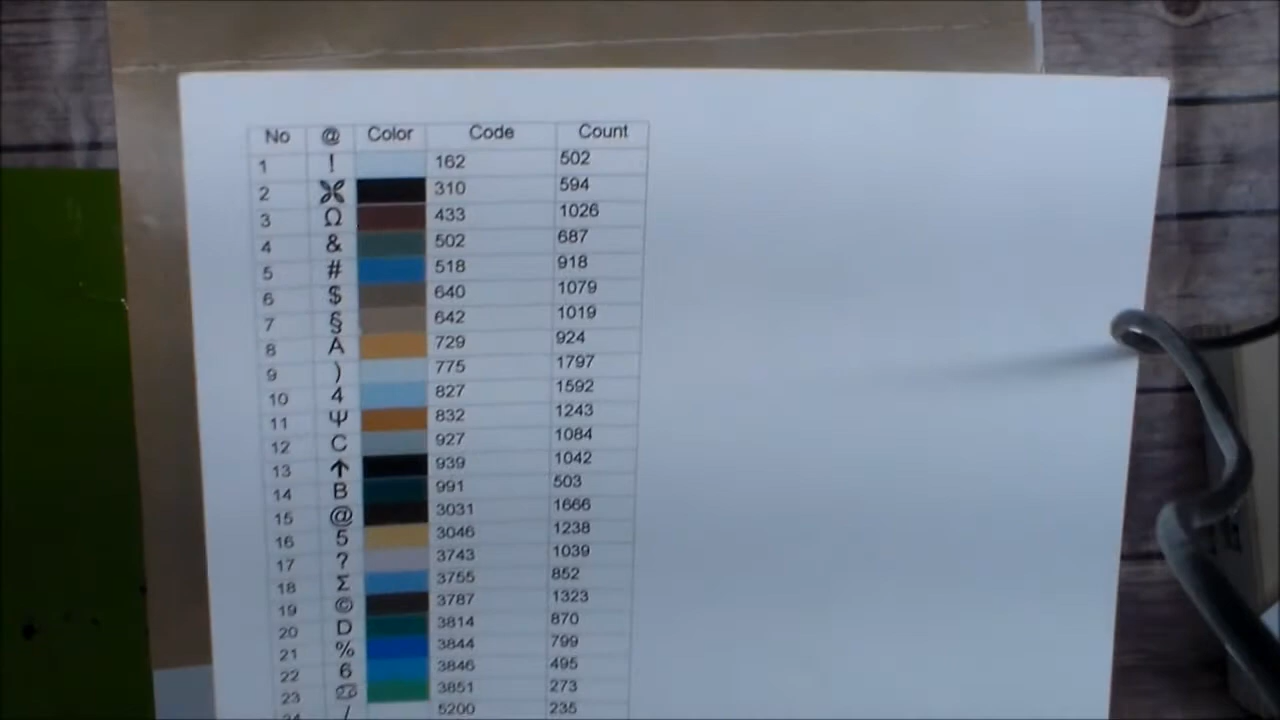 No @ Color Code Count
1 ! 162 502
2 310 594
3 Ω 433 1026
4 & 502 687
5 # 518 918
6 $ 640 1079
7 § 642 1019
8 A 729 924
9 ) 775 1797
10 4 827 1592
11 Ψ 832 1243
12 C 927 1084
13 ↑ 939 1042
14 B 991 503
15 @ 3031 1666
16 5 3046 1238
17 ? 3743 1039
18 Σ 3755 852
19 © 3787 1323
20 D 3814 870
21 % 3844 799
22 6 3846 495
23 ♋ 3851 273
24 / 5200 235